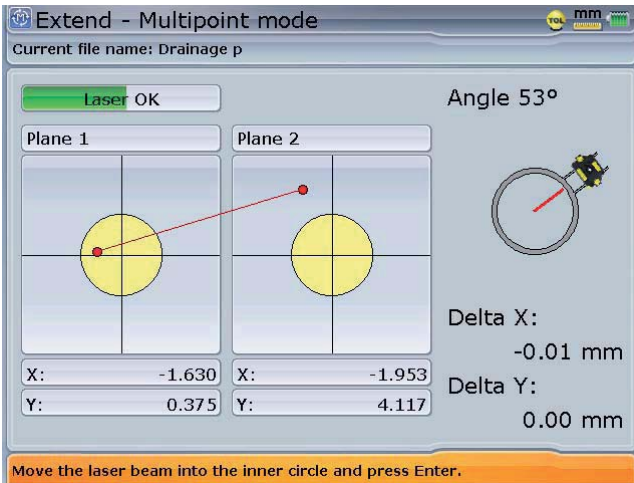 Extend - Multipoint mode
TOL
mm
Current file name: Drainage p
Laser OK
Angle 53º
Plane 1
Plane 2
Delta X:
-0.01 mm
X: -1.630
X: -1.953
Delta Y:
Y: 0.375
Y: 4.117
0.00 mm
Move the laser beam into the inner circle and press Enter.